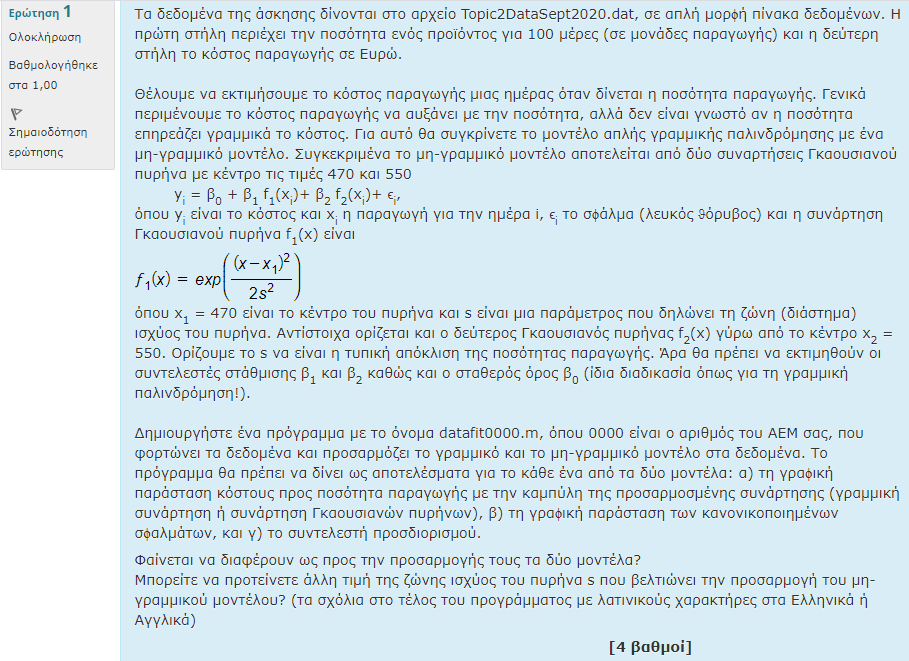 Ερώτηση 1
Ολοκλήρωση
Βαθμολογήθηκε
στα 1,00
Σημαιοδότηση
ερώτησης
Τα δεδομένα της άσκησης δίνονται στο αρχείο Topic2DataSept2020.dat, σε απλή μορφή πίνακα δεδομένων. Η
πρώτη στήλη περιέχει την ποσότητα ενός προϊόντος για 100 μέρες (σε μονάδες παραγωγής) και η δεύτερη
στήλη το κόστος παραγωγής σε Ευρώ.
Θέλουμε να εκτιμήσουμε το κόστος παραγωγής μιας ημέρας όταν δίνεται η ποσότητα παραγωγής. Γενικά
περιμένουμε το κόστος παραγωγής να αυξάνει με την ποσότητα, αλλά δεν είναι γνωστό αν η ποσότητα
επηρεάζει γραμμικά το κόστος. Για αυτό θα συγκρίνετε το μοντέλο απλής γραμμικής παλινδρόμησης με ένα
μη-γραμμικό μοντέλο. Συγκεκριμένα το μη-γραμμικό μοντέλο αποτελείται από δύο συναρτήσεις Γκαουσιανού
πυρήνα με κέντρο τις τιμές 470 και 550
y_i = β_0 + β_1 f_1(x_i)+ β_2 f_2(x_i)+ ϵ_i,
όπου y_i είναι το κόστος και x_i η παραγωγή για την ημέρα i, ϵ_i το σφάλμα (λευκός θόρυβος) και η συνάρτηση
Γκαουσιανού πυρήνα f_1(x) είναι
f_1(x) = exp((x−x_1)^2 / 2s^2)
όπου x_1 = 470 είναι το κέντρο του πυρήνα και s είναι μια παράμετρος που δηλώνει τη ζώνη (διάστημα)
ισχύος του πυρήνα. Αντίστοιχα ορίζεται και ο δεύτερος Γκαουσιανός πυρήνας f_2(x) γύρω από το κέντρο x_2 =
550. Ορίζουμε το s να είναι η τυπική απόκλιση της ποσότητας παραγωγής. Άρα θα πρέπει να εκτιμηθούν οι
συντελεστές στάθμισης β_1 και β_2 καθώς και ο σταθερός όρος β_0 (ίδια διαδικασία όπως για τη γραμμική
παλινδρόμηση!).
Δημιουργήστε ένα πρόγραμμα με το όνομα datafit0000.m, όπου 0000 είναι ο αριθμός του ΑΕΜ σας, που
φορτώνει τα δεδομένα και προσαρμόζει το γραμμικό και το μη-γραμμικό μοντέλο στα δεδομένα. Το
πρόγραμμα θα πρέπει να δίνει ως αποτελέσματα για το κάθε ένα από τα δύο μοντέλα: α) τη γραφική
παράσταση κόστους προς ποσότητα παραγωγής με την καμπύλη της προσαρμοσμένης συνάρτησης (γραμμική
συνάρτηση ή συνάρτηση Γκαουσιανών πυρήνων), β) τη γραφική παράσταση των κανονικοποιημένων
σφαλμάτων, και γ) το συντελεστή προσδιορισμού.
Φαίνεται να διαφέρουν ως προς την προσαρμογής τους τα δύο μοντέλα?
Μπορείτε να προτείνετε άλλη τιμή της ζώνης ισχύος του πυρήνα s που βελτιώνει την προσαρμογή του μη-
γραμμικού μοντέλου? (τα σχόλια στο τέλος του προγράμματος με λατινικούς χαρακτήρες στα Ελληνικά ή
Αγγλικά)
[4 βαθμοί]